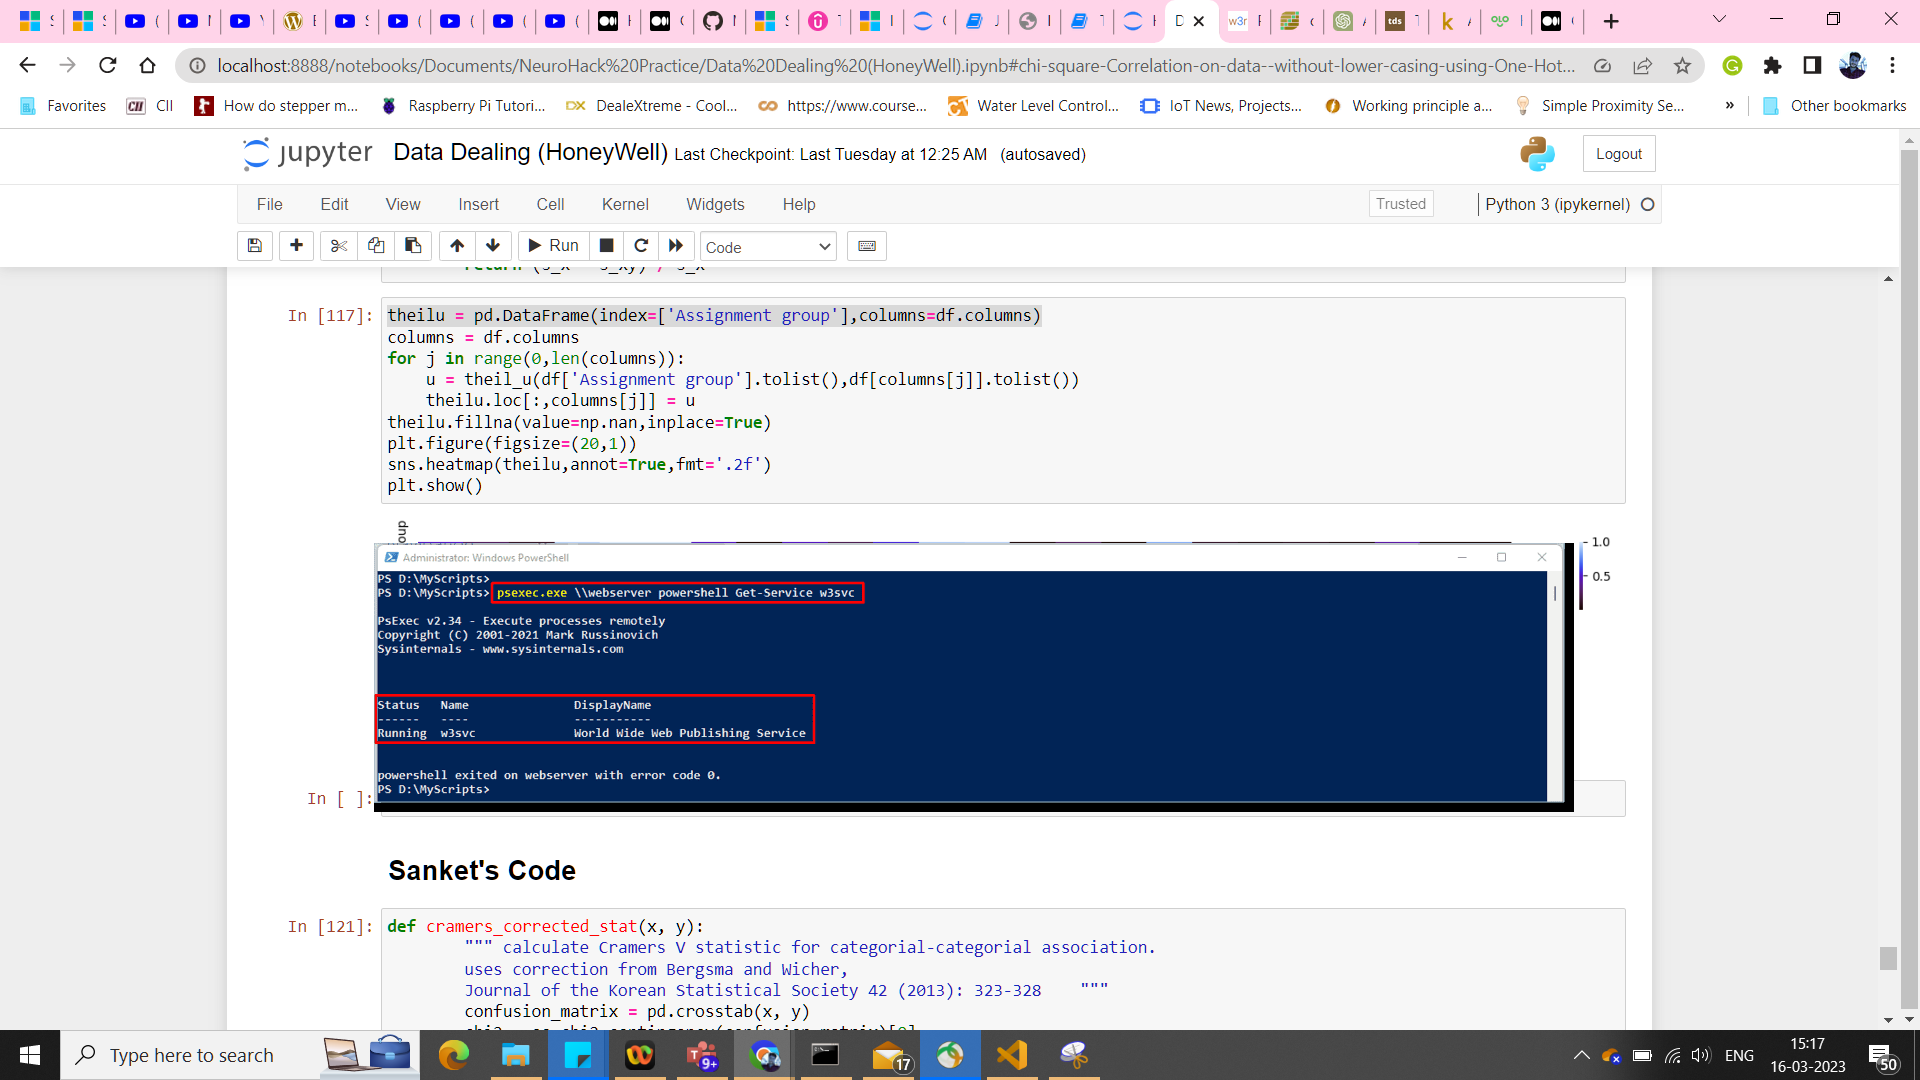 localhost:8888/notebooks/Documents/NeuroHack%20Practice/Data%20Dealing%20(HoneyWell).ipynb#chi-square-Correlation-on-data--without-lower-casing-using-One-Hot...
Favorites
CII
How do stepper m...
Raspberry Pi Tutori...
DealeXtreme - Cool...
https://www.course...
Water Level Control...
IoT News, Projects...
Working principle a...
Simple Proximity Se...
»
Other bookmarks
jupyter Data Dealing (HoneyWell) Last Checkpoint: Last Tuesday at 12:25 AM (autosaved)
Logout
File Edit View Insert Cell Kernel Widgets Help
Trusted
Python 3 (ipykernel)
Run
Code
In [117]:
theilu = pd.DataFrame(index=['Assignment group'],columns=df.columns)
columns = df.columns
for j in range(0,len(columns)):
    u = theil_u(df['Assignment group'].tolist(),df[columns[j]].tolist())
    theilu.loc[:,columns[j]] = u
theilu.fillna(value=np.nan,inplace=True)
plt.figure(figsize=(20,1))
sns.heatmap(theilu,annot=True,fmt='.2f')
plt.show()
1.0
0.5
Administrator: Windows PowerShell
PS D:\MyScripts>
PS D:\MyScripts> psexec.exe \\webserver powershell Get-Service w3svc
PsExec v2.34 - Execute processes remotely
Copyright (C) 2001-2021 Mark Russinovich
Sysinternals - www.sysinternals.com
Status Name DisplayName
------ ---- -----------
Running w3svc World Wide Web Publishing Service
powershell exited on webserver with error code 0.
PS D:\MyScripts>
In [ ]:
Sanket's Code
In [121]:
def cramers_corrected_stat(x, y):
        """ calculate Cramers V statistic for categorial-categorial association.
        uses correction from Bergsma and Wicher,
        Journal of the Korean Statistical Society 42 (2013): 323-328    """
        confusion_matrix = pd.crosstab(x, y)
Type here to search
9+
17
ENG
15:17
16-03-2023
50